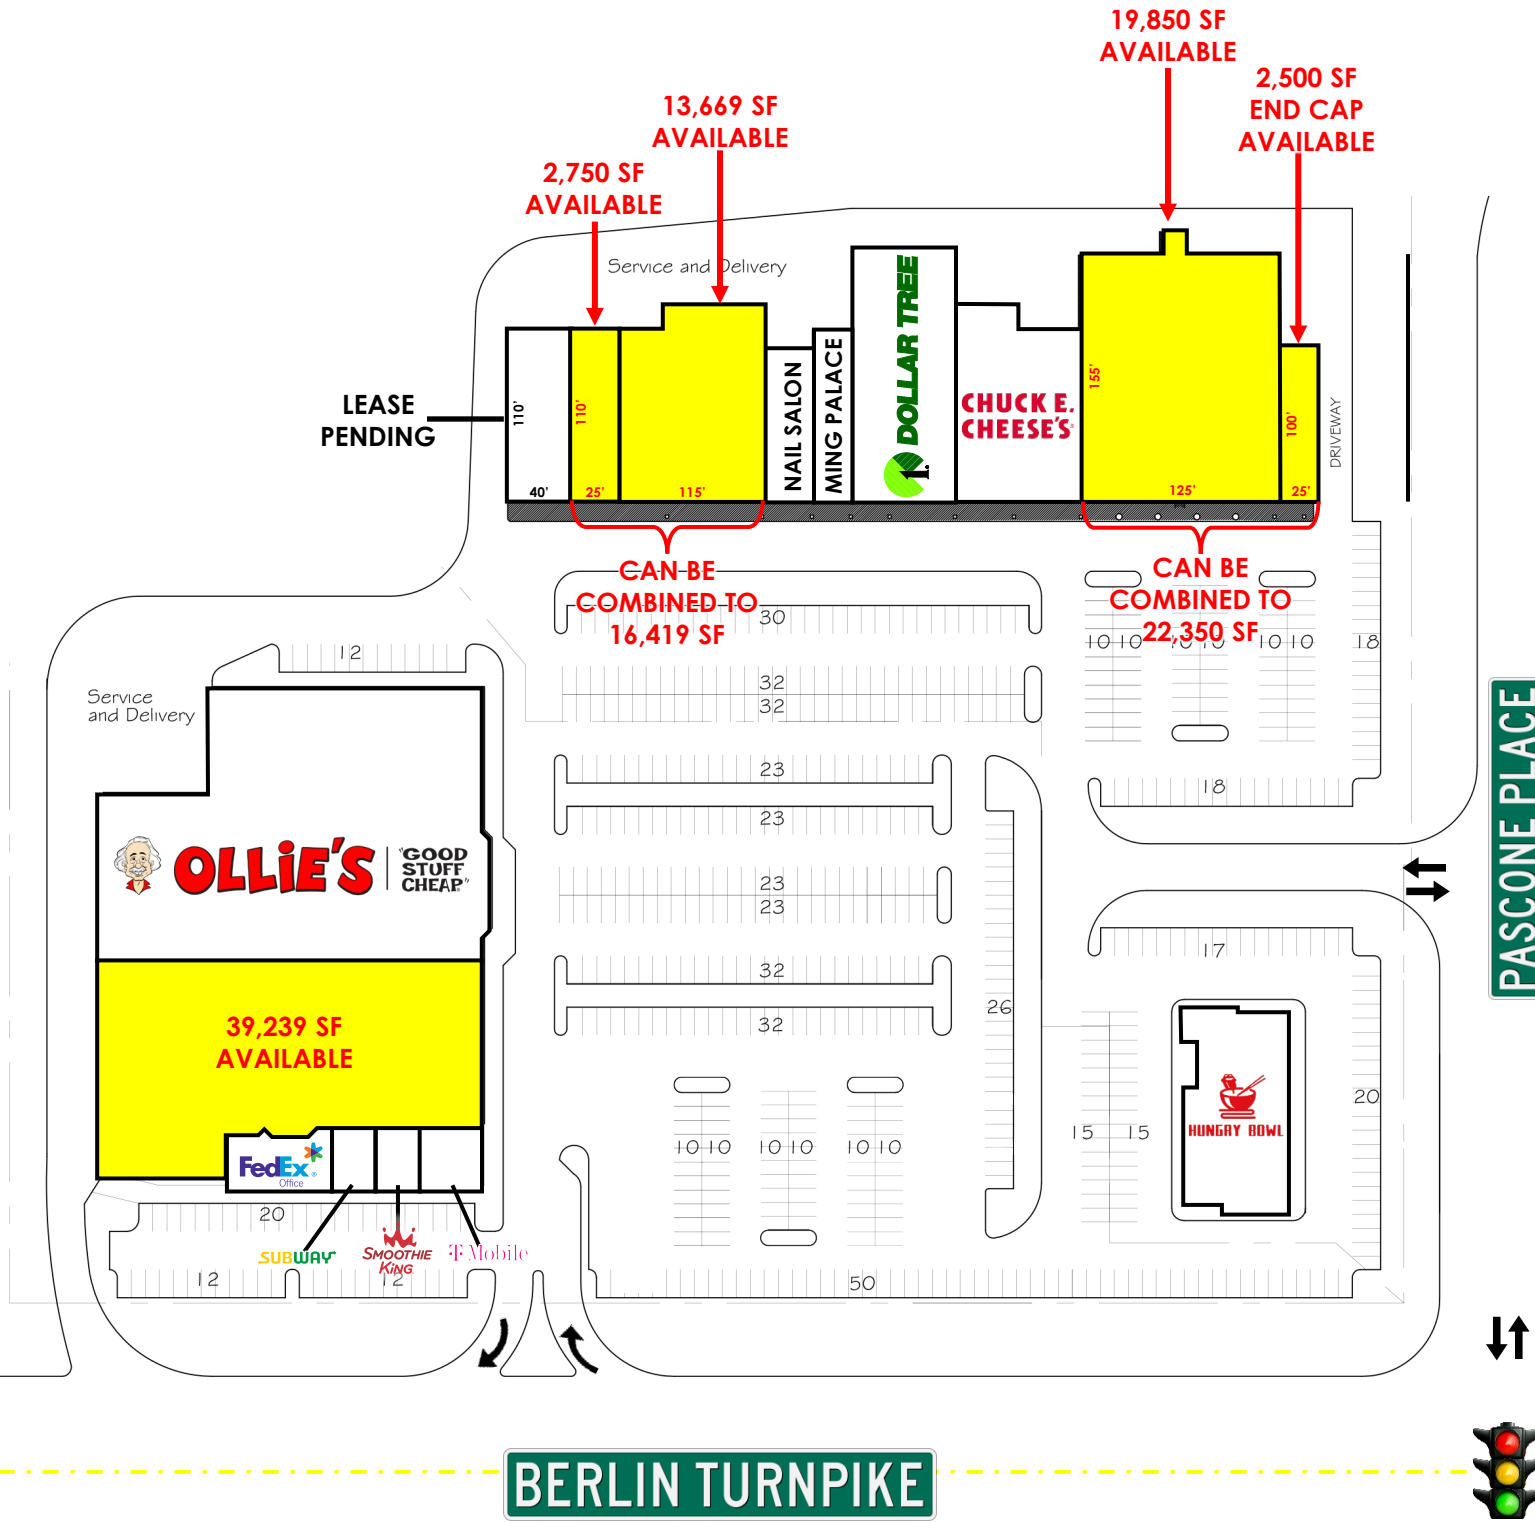 19,850 SF
AVAILABLE
2,500 SF
END CAP
AVAILABLE
13,669 SF
AVAILABLE
2,750 SF
AVAILABLE
Service and Delivery
LEASE
PENDING
110'
40'
110'
25'
115'
NAIL SALON
MING PALACE
DOLLAR TREE
1.
CHUCK E.
CHEESE'S
155'
125'
100'
25'
DRIVEWAY
CAN BE
COMBINED TO
16,419 SF
CAN BE
COMBINED TO
22,350 SF
30
10 10
10 10
10 10
18
12
32
32
Service
and Delivery
23
23
18
OLLiE'S
"GOOD
STUFF
CHEAP"
23
23
PASCONE PLACE
17
32
32
26
39,239 SF
AVAILABLE
20
HUNGRY BOWL
15 15
10 10
10 10
10 10
FedEx®
Office
20
SUBWAY
SMOOTHIE
KING
T Mobile
12
12
50
BERLIN TURNPIKE